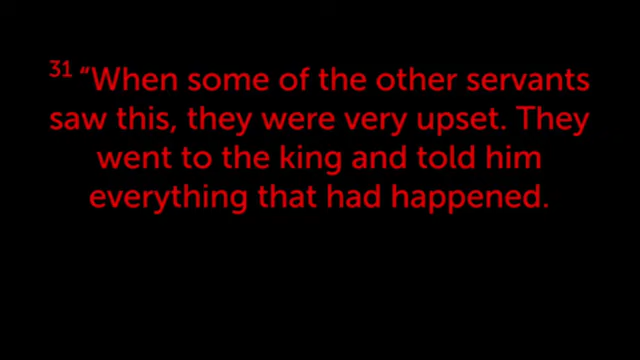 31 “When some of the other servants
saw this, they were very upset. They
went to the king and told him
everything that had happened.